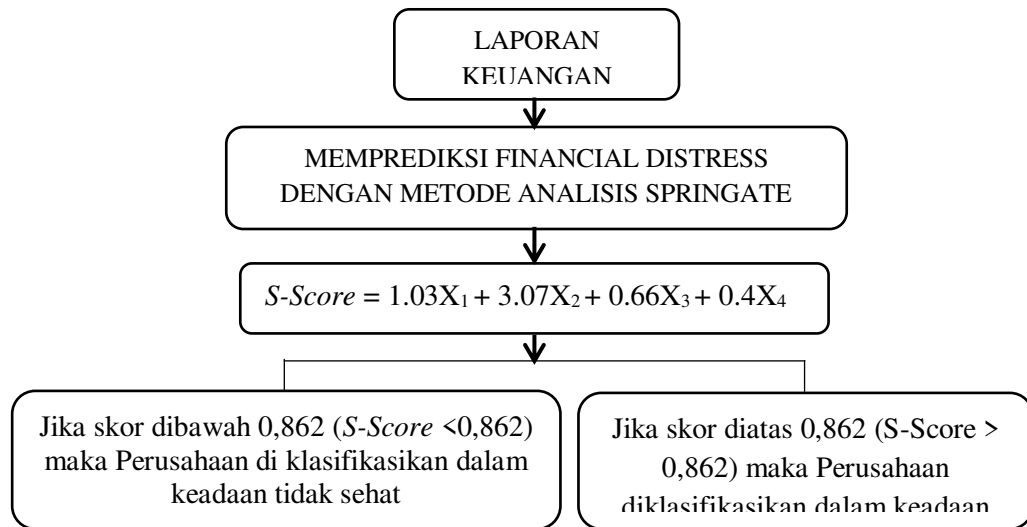 LAPORAN
KEUANGAN
MEMPREDIKSI FINANCIAL DISTRESS
DENGAN METODE ANALISIS SPRINGATE
S-Score = 1.03X₁ + 3.07X₂ + 0.66X₃ + 0.4X₄
Jika skor dibawah 0,862 (S-Score <0,862)
maka Perusahaan di klasifikasikan dalam
keadaan tidak sehat
Jika skor diatas 0,862 (S-Score >
0,862) maka Perusahaan
diklasifikasikan dalam keadaan